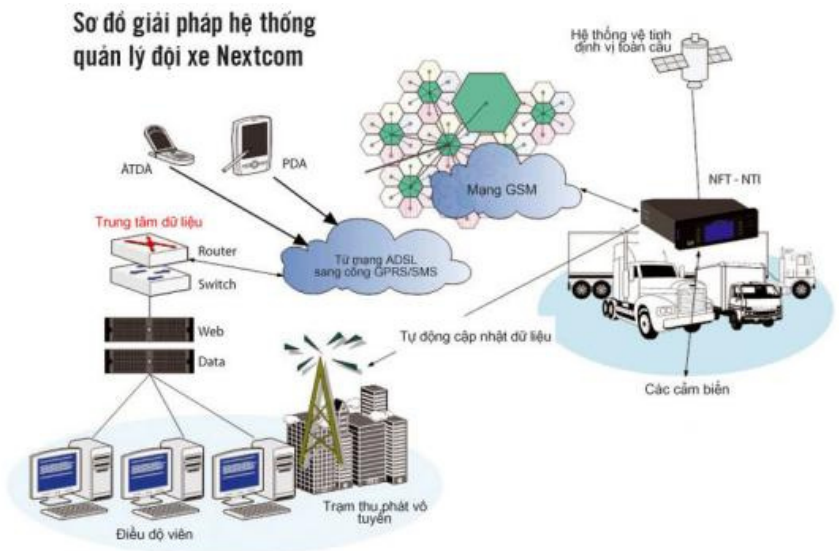 Sơ đồ giải pháp hệ thống
quản lý đội xe Nextcom
Hệ thống vệ tinh
định vị toàn cầu
ATDĐ
PDA
Mạng GSM
NFT - NTI
Trung tâm dữ liệu
Router
Switch
Từ mạng ADSL
sang cổng GPRS/SMS
Web
Data
Tự động cập nhật dữ liệu
Các cảm biến
Trạm thu phát vô
tuyến
Điều độ viên